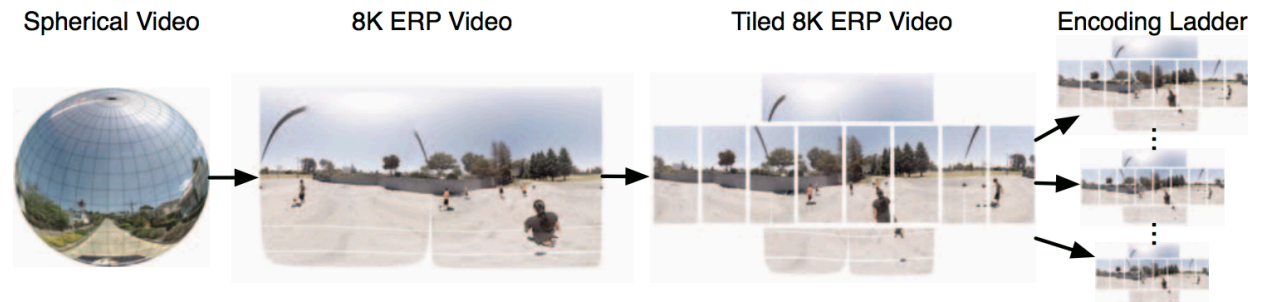 Spherical Video
8K ERP Video
Tiled 8K ERP Video
Encoding Ladder